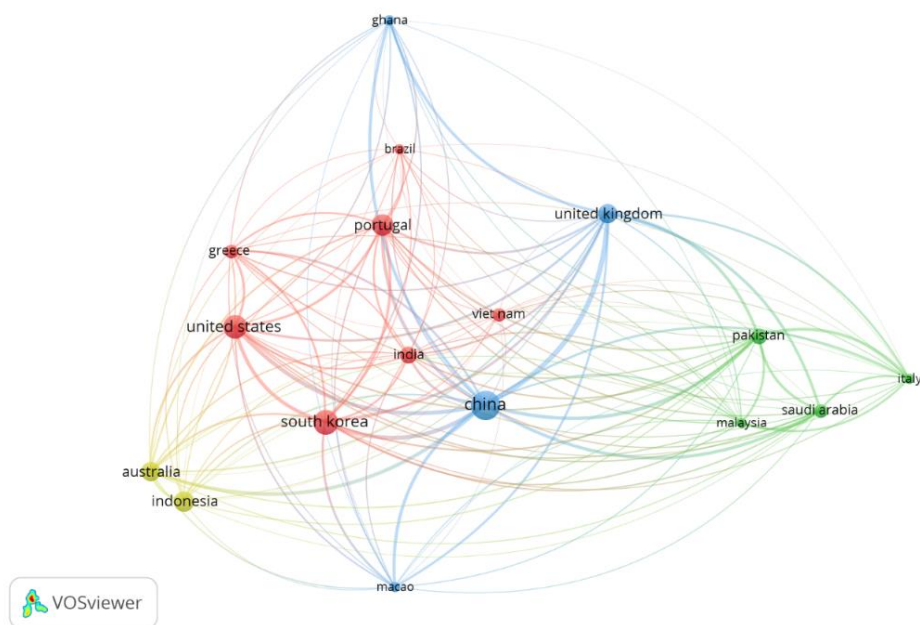 ghana
brazil
united kingdom
portugal
greece
viet nam
united states
pakistan
india
italy
china
saudi arabia
south korea
malaysia
australia
indonesia
macao
VOSviewer